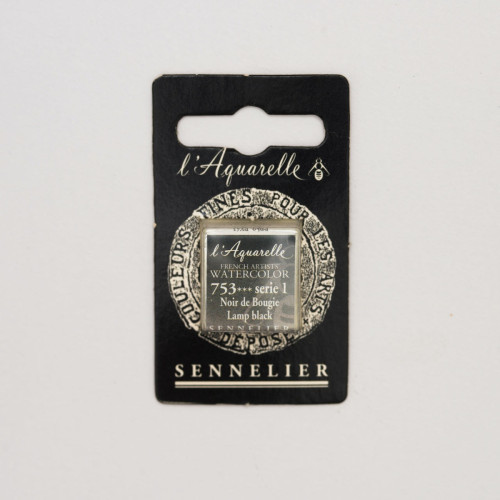 l'Aquarelle
COULEURS FINES POUR LES ARTS
l'Aquarelle
FRENCH ARTISTS'
WATERCOLOR
753*** serie 1
Noir de Bougie
Lamp black
SENNELIER
DEPOSE
SENNELIER